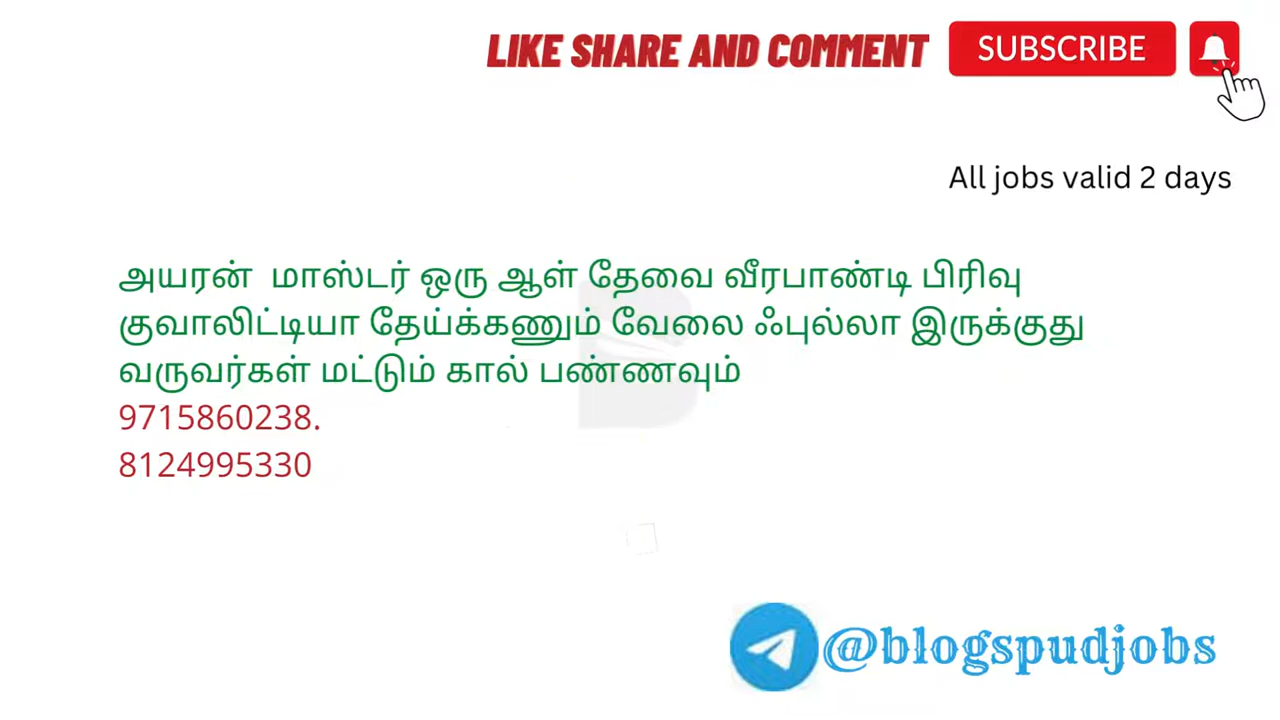 LIKE SHARE AND COMMENT SUBSCRIBE
All jobs valid 2 days
அயரன் மாஸ்டர் ஒரு ஆள் தேவை வீரபாண்டி பிரிவு
குவாலிட்டியா தேய்க்கணும் வேலை ஃபுல்லா இருக்குது
வருவர்கள் மட்டும் கால் பண்ணவும்
9715860238.
8124995330
@blogspudjobs